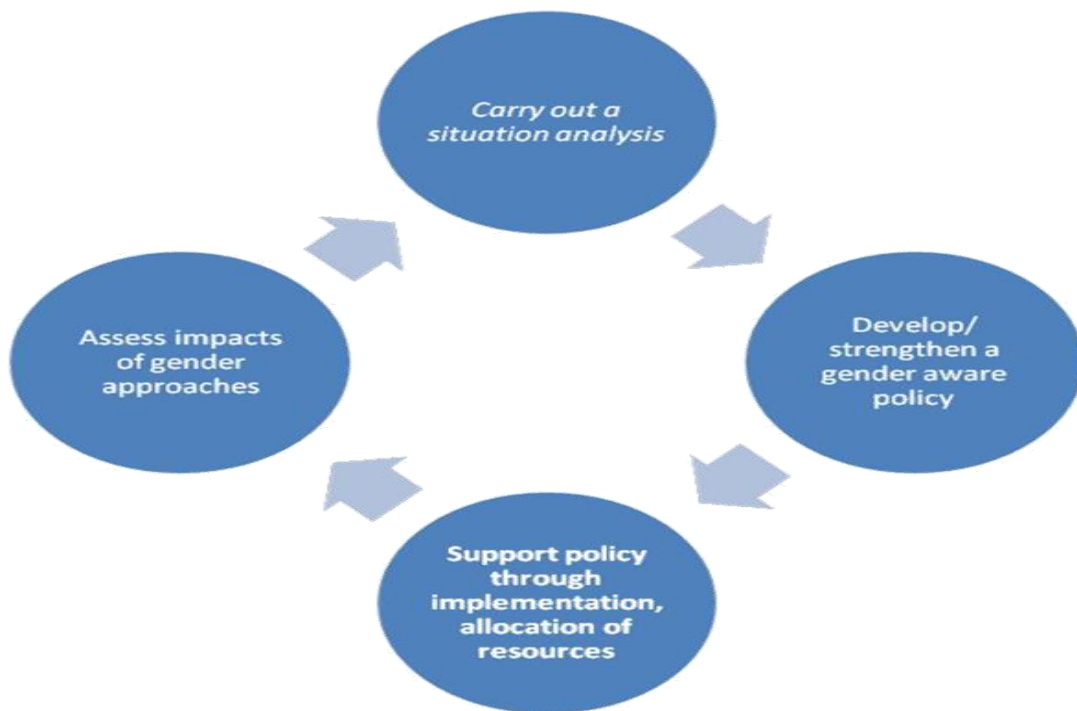 Carry out a
situation analysis
Develop/
strengthen a
gender aware
policy
Support policy
through
implementation,
allocation of
resources
Assess impacts
of gender
approaches